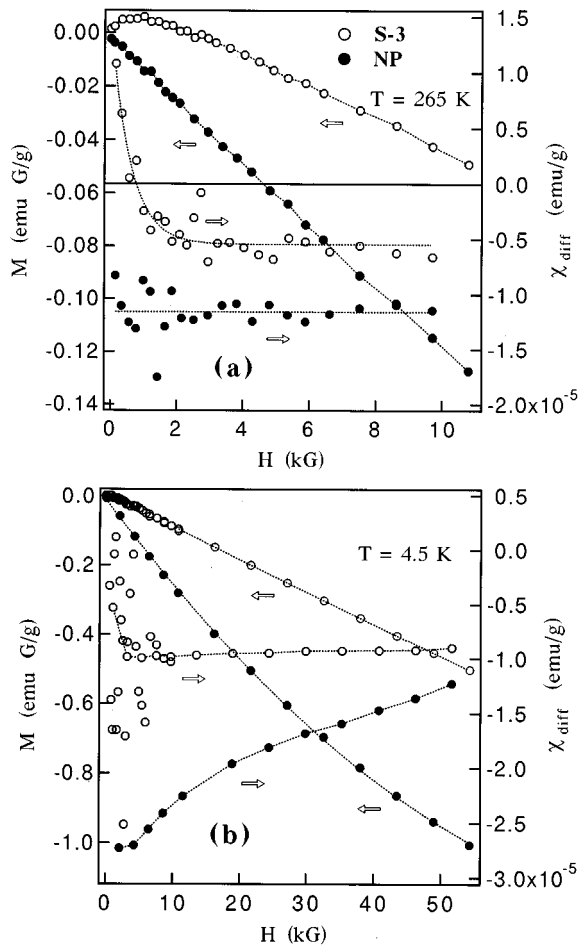 0.00
-0.02
-0.04
-0.06
-0.08
-0.10
-0.12
-0.14
M (emu G/g)
S-3
NP
T = 265 K
(a)
1.5
1.0
0.5
0
-0.5
-1.0
-1.5
-2.0x10⁻⁵
χdiff (emu/g)
0 2 4 6 8 10
H (kG)
0.0
-0.2
-0.4
-0.6
-0.8
-1.0
M (emu G/g)
T = 4.5 K
(b)
0.5
0.0
-0.5
-1.0
-1.5
-2.0
-2.5
-3.0x10⁻⁵
χdiff (emu/g)
0 10 20 30 40 50
H (kG)